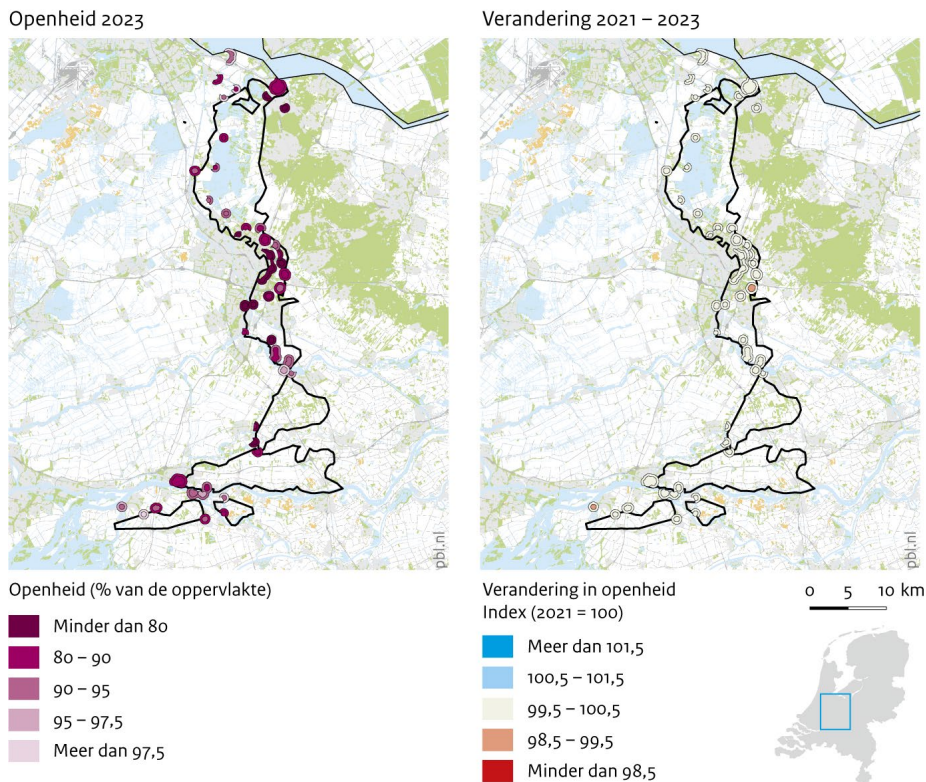 Openheid 2023
Verandering 2021 – 2023
pbl.nl
pbl.nl
Openheid (% van de oppervlakte)
Minder dan 80
80 – 90
90 – 95
95 – 97,5
Meer dan 97,5
Verandering in openheid
Index (2021 = 100)
Meer dan 101,5
100,5 – 101,5
99,5 – 100,5
98,5 – 99,5
Minder dan 98,5
0 5 10 km